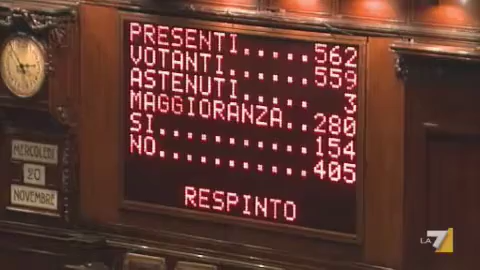 PRESENTI.....562
VOTANTI......559
ASTENUTI.....  3
MAGGIORANZA..280
SI...........154
NO...........405
RESPINTO
MERCOLEDI
20
NOVEMBRE
LA7